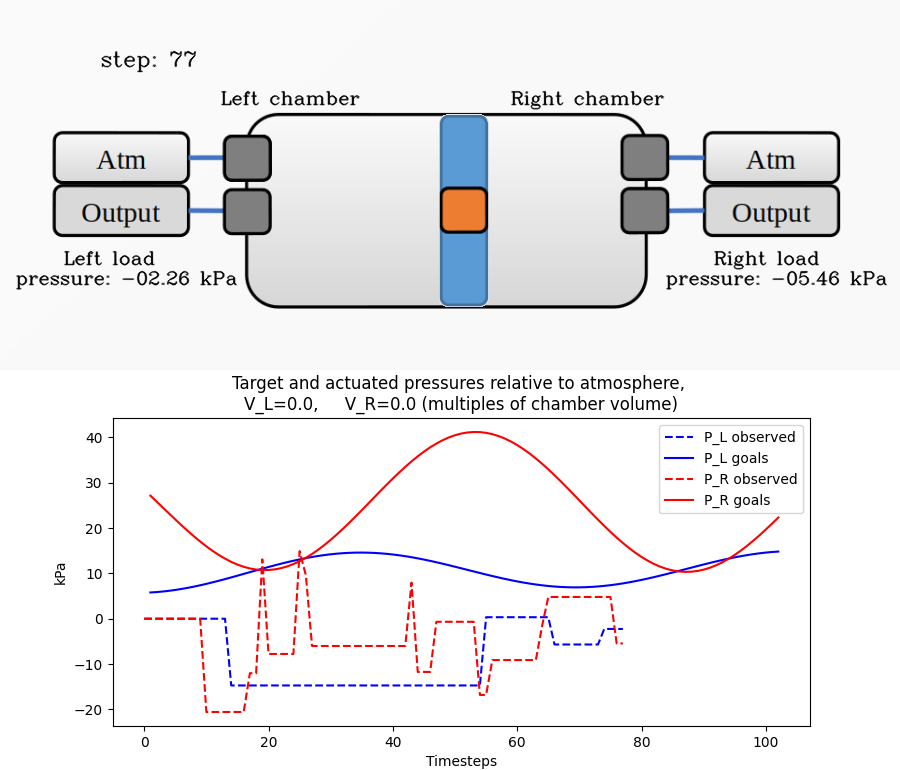 step: 77
Left chamber
Right chamber
Atm
Atm
Output
Output
Left load
pressure: -02.26 kPa
Right load
pressure: -05.46 kPa
Target and actuated pressures relative to atmosphere,
V_L=0.0,     V_R=0.0 (multiples of chamber volume)
40
30
20
10
0
−10
−20
kPa
P_L observed
P_L goals
P_R observed
P_R goals
0
20
40
60
80
100
Timesteps